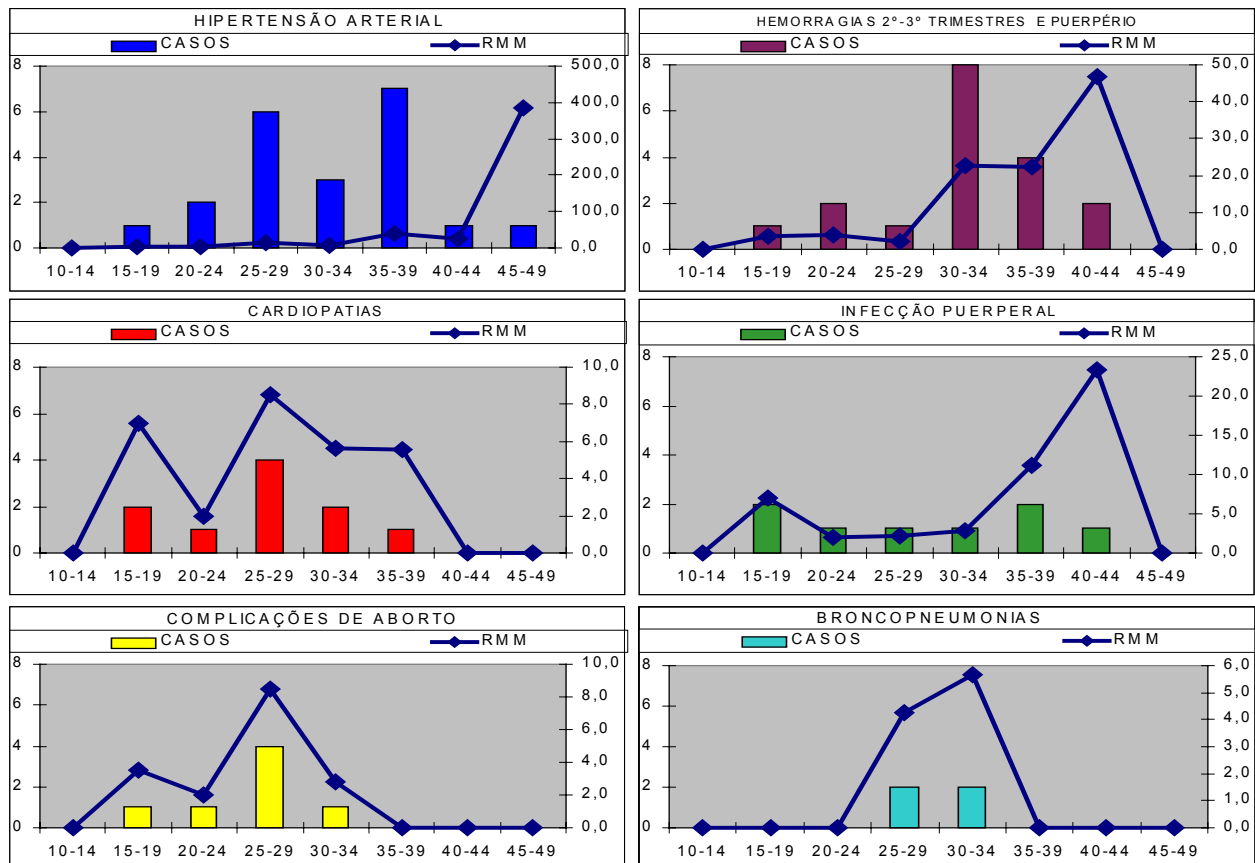 HIPERTENSÃO ARTERIAL
CASOS RMM
8 500,0
6 400,0
300,0
4
200,0
2 100,0
0 0,0
10-14 15-19 20-24 25-29 30-34 35-39 40-44 45-49
HEMORRAGIAS 2º-3º TRIMESTRES E PUERPÉRIO
CASOS RMM
8 50,0
6 40,0
30,0
4
20,0
2 10,0
0 0,0
10-14 15-19 20-24 25-29 30-34 35-39 40-44 45-49
CARDIOPATIAS
CASOS RMM
8 10,0
8,0
6
6,0
4
4,0
2 2,0
0 0,0
10-14 15-19 20-24 25-29 30-34 35-39 40-44 45-49
INFECÇÃO PUERPERAL
CASOS RMM
8 25,0
6 20,0
15,0
4
10,0
2 5,0
0 0,0
10-14 15-19 20-24 25-29 30-34 35-39 40-44 45-49
COMPLICAÇÕES DE ABORTO
CASOS RMM
8 10,0
8,0
6
6,0
4
4,0
2 2,0
0 0,0
10-14 15-19 20-24 25-29 30-34 35-39 40-44 45-49
BRONCOPNEUMONIAS
CASOS RMM
8 6,0
5,0
6
4,0
4 3,0
2,0
2
1,0
0 0,0
10-14 15-19 20-24 25-29 30-34 35-39 40-44 45-49